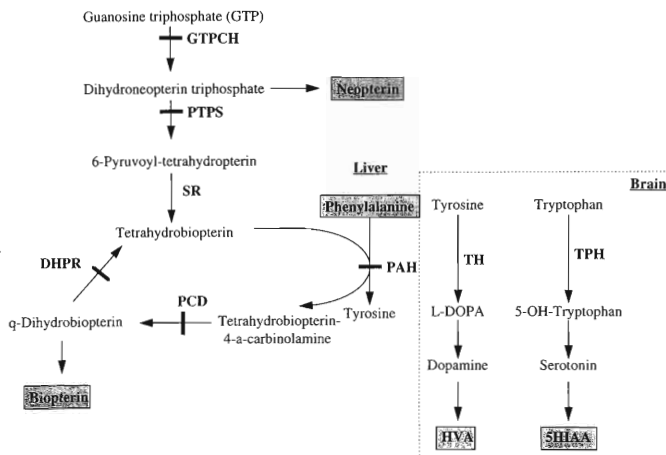 Guanosine triphosphate (GTP)
GTPCH
Dihydroneopterin triphosphate
Neopterin
PTPS
6-Pyruvoyl-tetrahydropterin
SR
Tetrahydrobiopterin
Liver
Phenylalanine
DHPR
PAH
PCD
q-Dihydrobiopterin
Tetrahydrobiopterin-
4-a-carbinolamine
Tyrosine
Biopterin
Brain
Tyrosine
Tryptophan
TH
TPH
L-DOPA
5-OH-Tryptophan
Dopamine
Serotonin
HVA
5HIAA